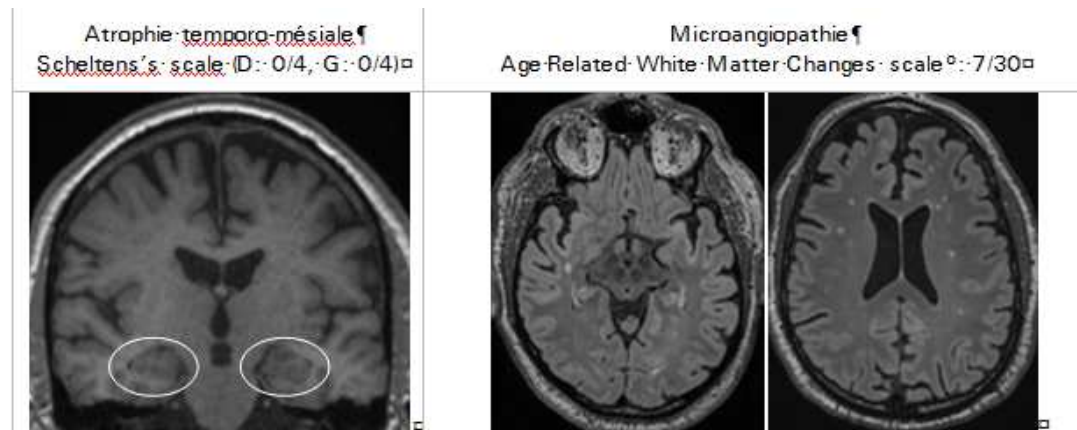 Atrophie temporo-mésiale¶
Scheltens's scale (D: 0/4, G: 0/4)¤
Microangiopathie¶
Age Related White Matter Changes scale°: 7/30¤
¤
¤